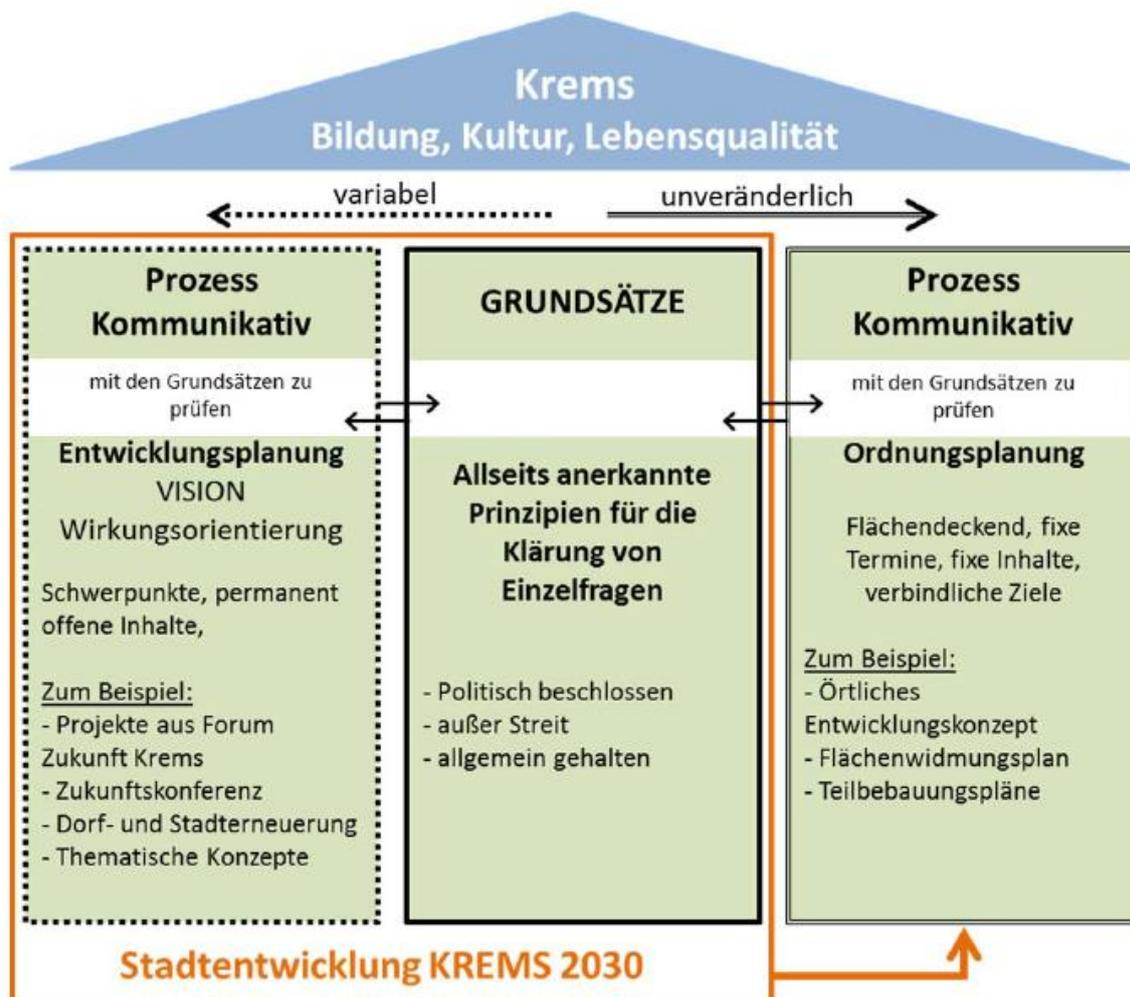 Krems
Bildung, Kultur, Lebensqualität
variabel
unveränderlich
Prozess
Kommunikativ
mit den Grundsätzen zu
prüfen
Entwicklungsplanung
VISION
Wirkungsorientierung
Schwerpunkte, permanent
offene Inhalte,
Zum Beispiel:
- Projekte aus Forum
Zukunft Krems
- Zukunftskonferenz
- Dorf- und Stadterneuerung
- Thematische Konzepte
GRUNDSÄTZE
Allseits anerkannte
Prinzipien für die
Klärung von
Einzelfragen
- Politisch beschlossen
- außer Streit
- allgemein gehalten
Prozess
Kommunikativ
mit den Grundsätzen zu
prüfen
Ordnungsplanung
Flächendeckend, fixe
Termine, fixe Inhalte,
verbindliche Ziele
Zum Beispiel:
- Örtliches
Entwicklungskonzept
- Flächenwidmungsplan
- Teilbebauungspläne
Stadtentwicklung KREMS 2030